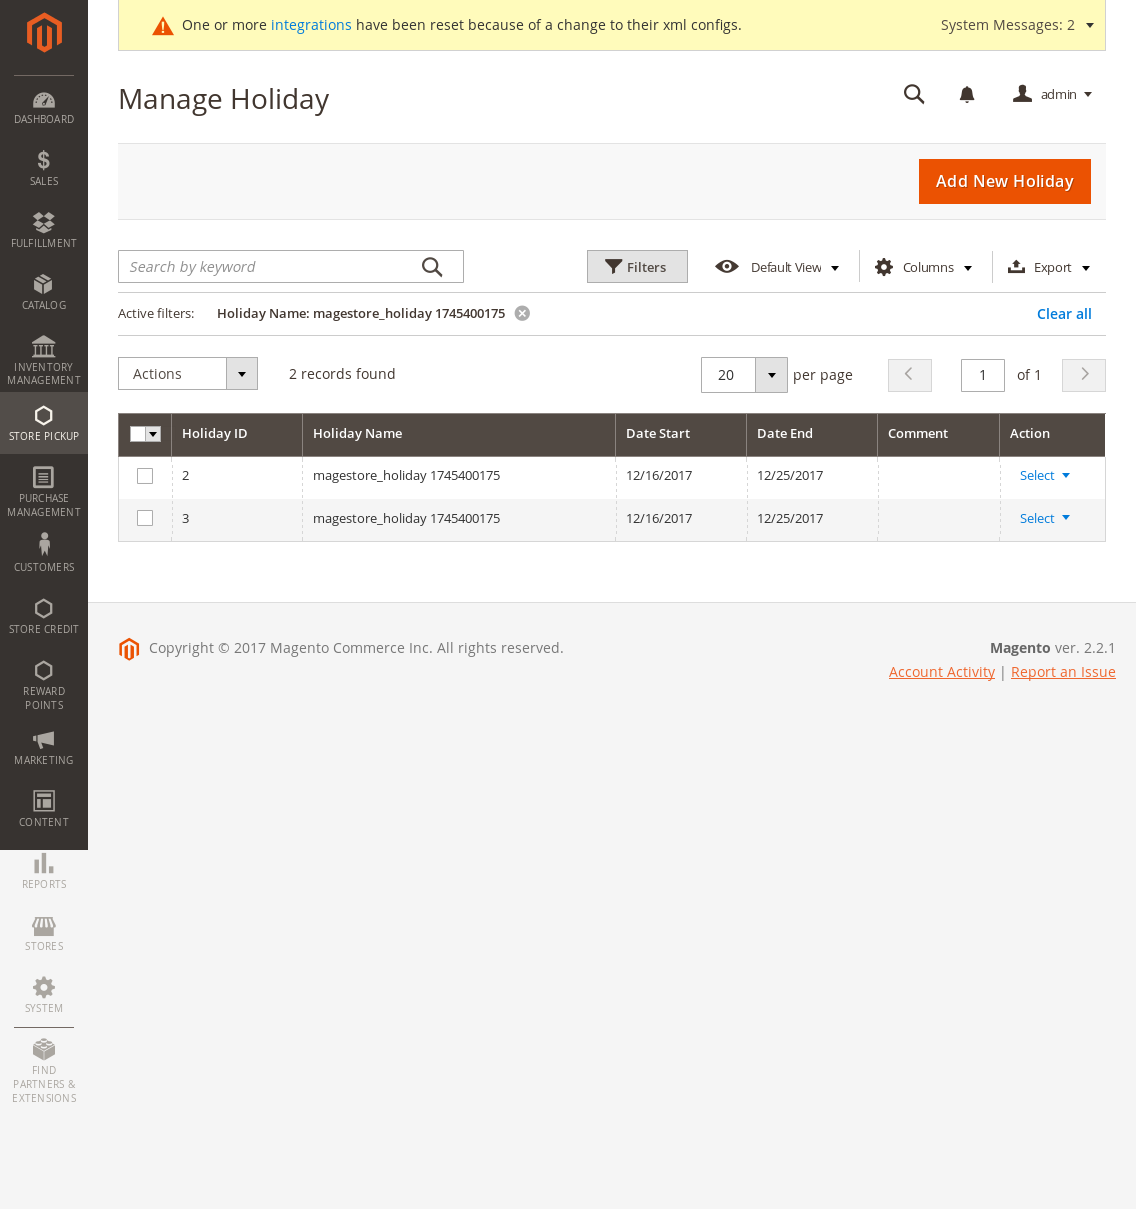 One or more integrations have been reset because of a change to their xml configs. System Messages: 2
Manage Holiday
admin
Add New Holiday
Search by keyword Filters Default View Columns Export
Active filters: Holiday Name: magestore_holiday 1745400175 Clear all
Actions 2 records found 20 per page 1 of 1
Holiday ID Holiday Name Date Start Date End Comment Action
2 magestore_holiday 1745400175 12/16/2017 12/25/2017 Select
3 magestore_holiday 1745400175 12/16/2017 12/25/2017 Select
Copyright © 2017 Magento Commerce Inc. All rights reserved. Magento ver. 2.2.1
Account Activity | Report an Issue
DASHBOARD
SALES
FULFILLMENT
CATALOG
INVENTORY
MANAGEMENT
STORE PICKUP
PURCHASE
MANAGEMENT
CUSTOMERS
STORE CREDIT
REWARD
POINTS
MARKETING
CONTENT
REPORTS
STORES
SYSTEM
FIND
PARTNERS &
EXTENSIONS